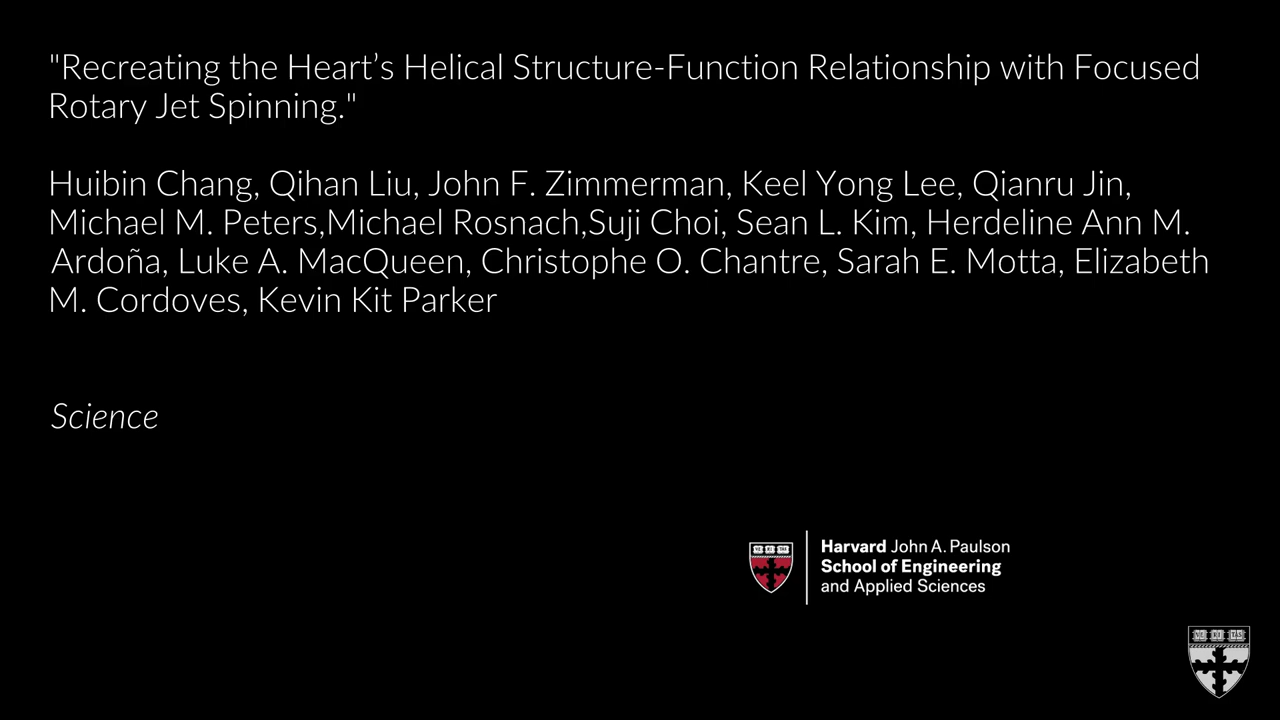 "Recreating the Heart’s Helical Structure-Function Relationship with Focused
Rotary Jet Spinning."
Huibin Chang, Qihan Liu, John F. Zimmerman, Keel Yong Lee, Qianru Jin,
Michael M. Peters,Michael Rosnach,Suji Choi, Sean L. Kim, Herdeline Ann M.
Ardoña, Luke A. MacQueen, Christophe O. Chantre, Sarah E. Motta, Elizabeth
M. Cordoves, Kevin Kit Parker
Science
Harvard John A. Paulson
School of Engineering
and Applied Sciences